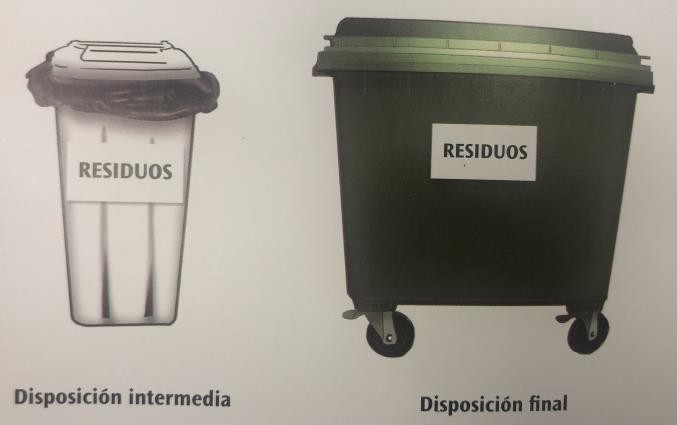 RESIDUOS
RESIDUOS
Disposición intermedia
Disposición final